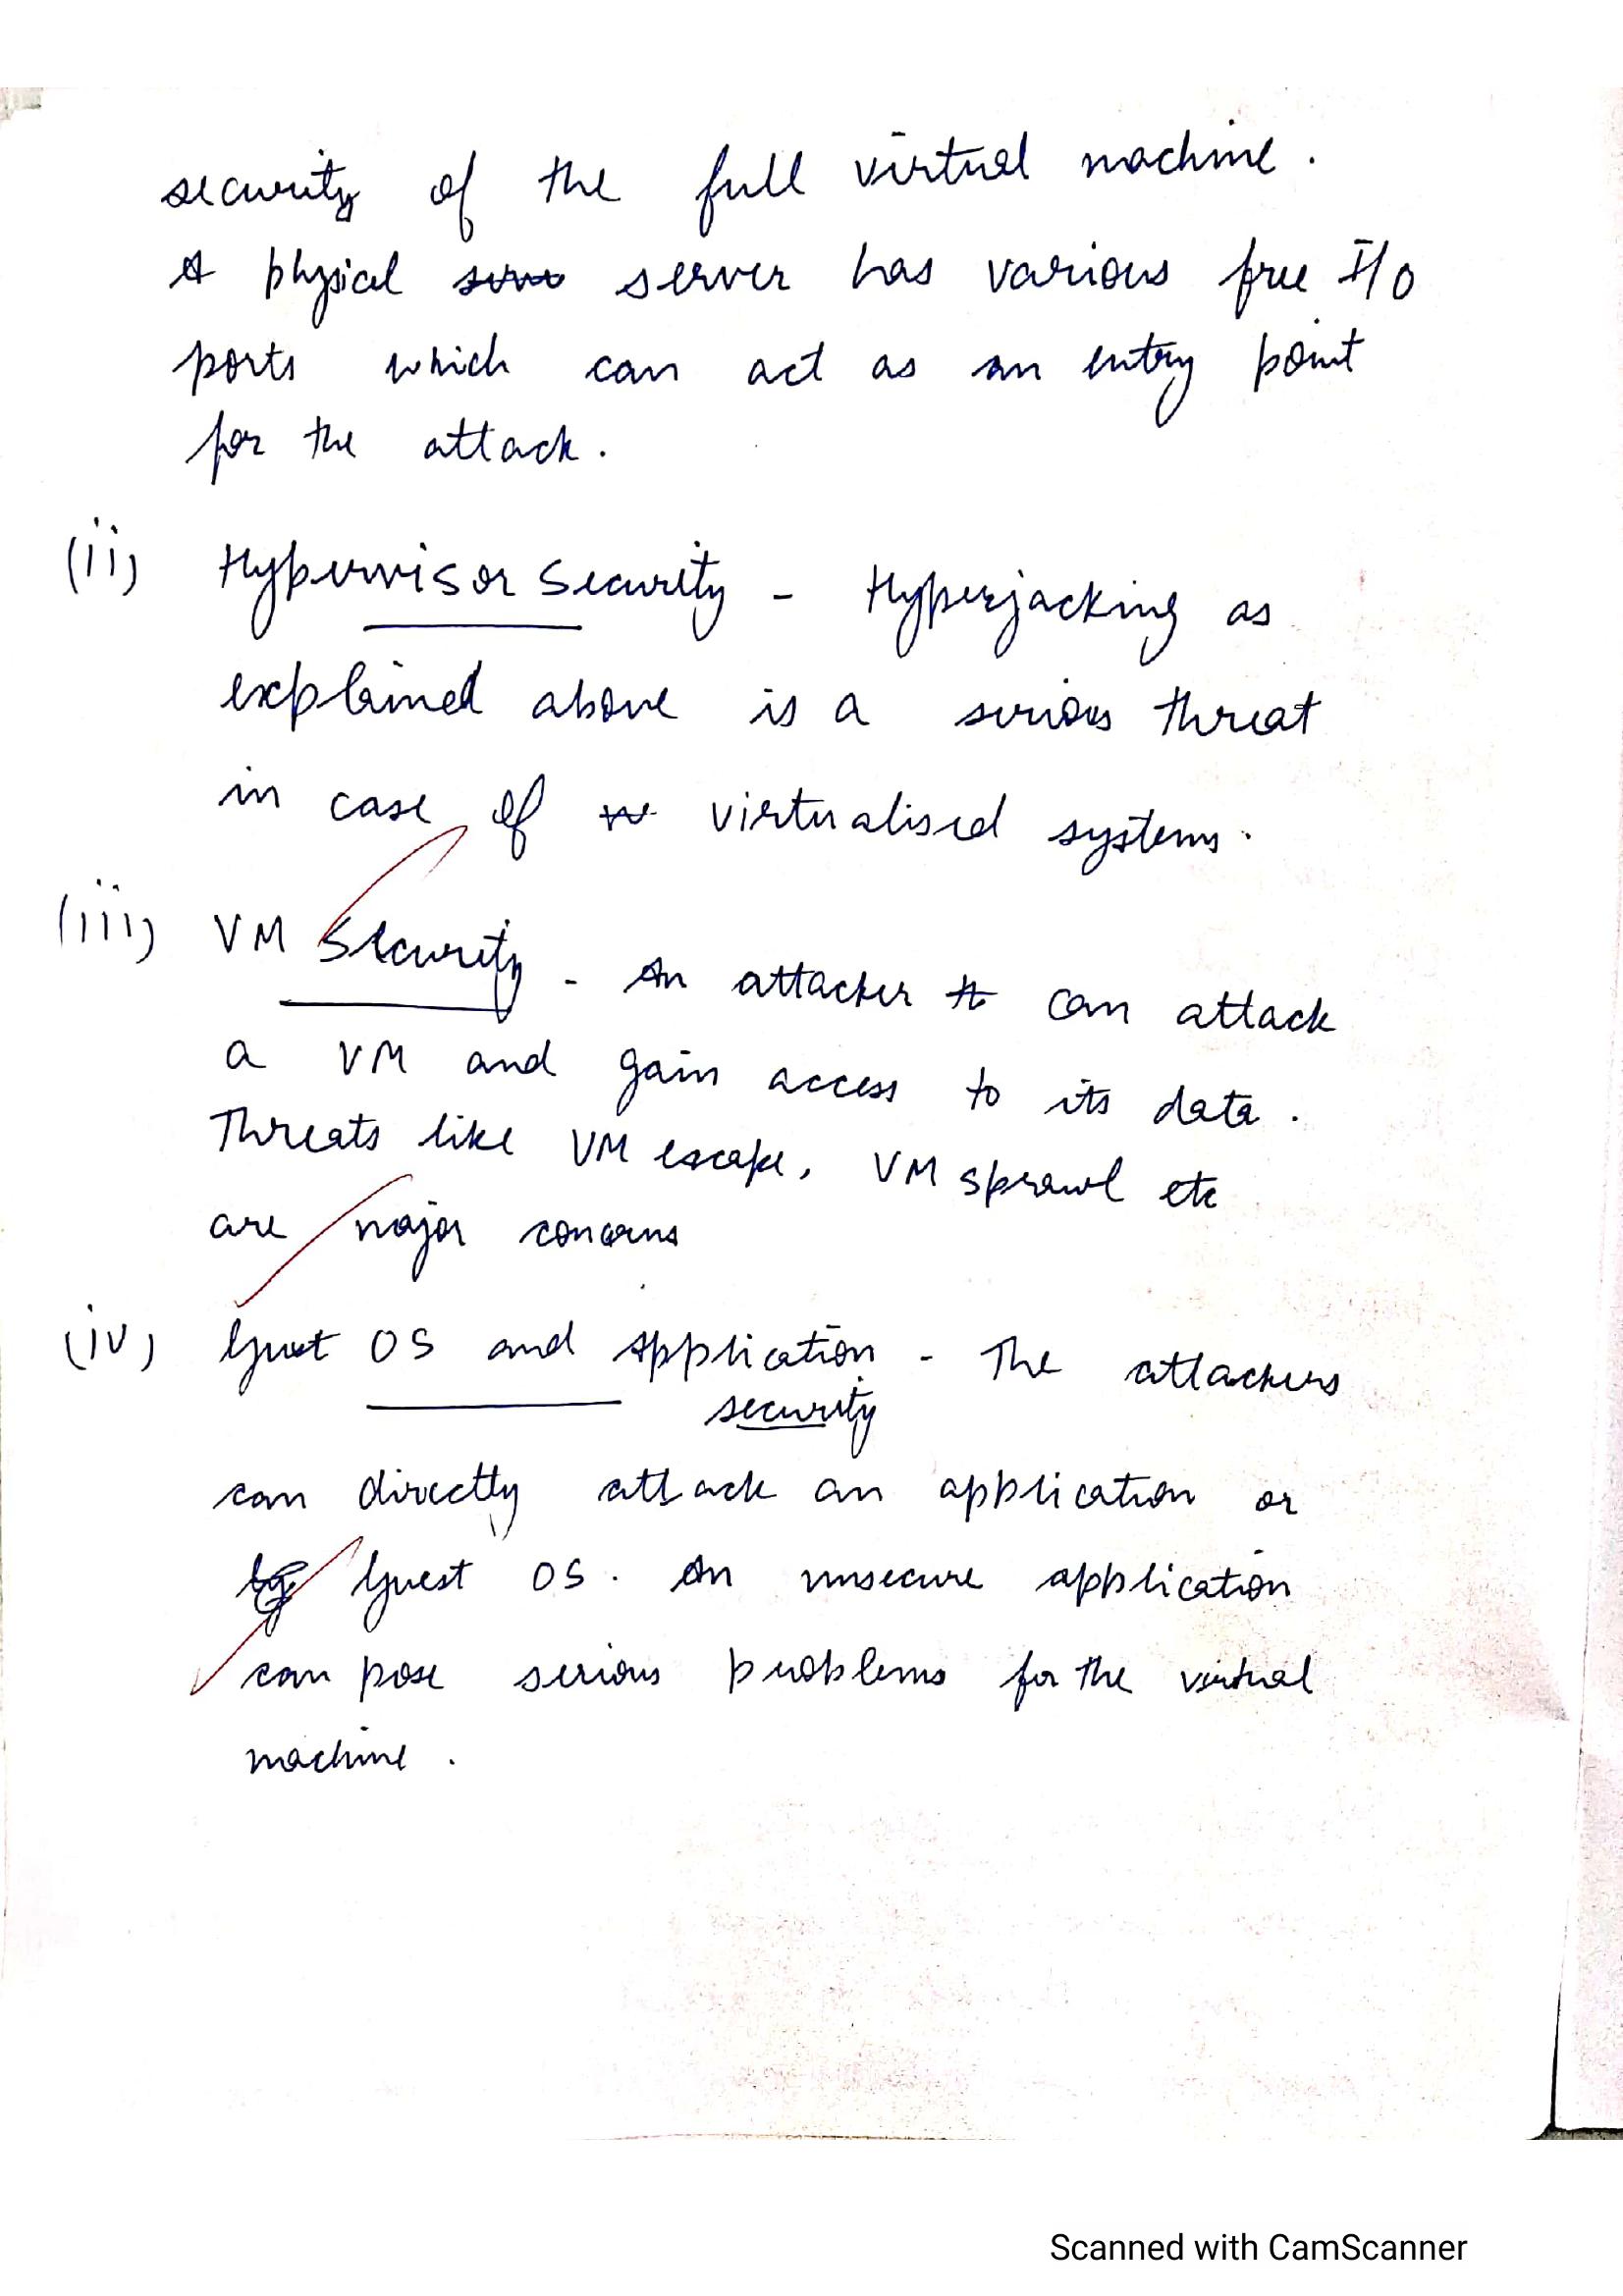 security of the full virtual machine.
A physical server has various free I/O
ports which can act as an entry point
for the attack.
(ii) Hypervisor Security - Hyperjacking as
explained above is a serious threat
in case of virtualised systems.
(iii) VM Security - An attacker can attack
a VM and gain access to its data.
Threats like VM escape, VM sprawl etc
are major concerns
(iv) Guest OS and Application - The attackers
security
can directly attack an application or
Guest OS. An unsecure application
can pose serious problems for the virtual
machine.
Scanned with CamScanner